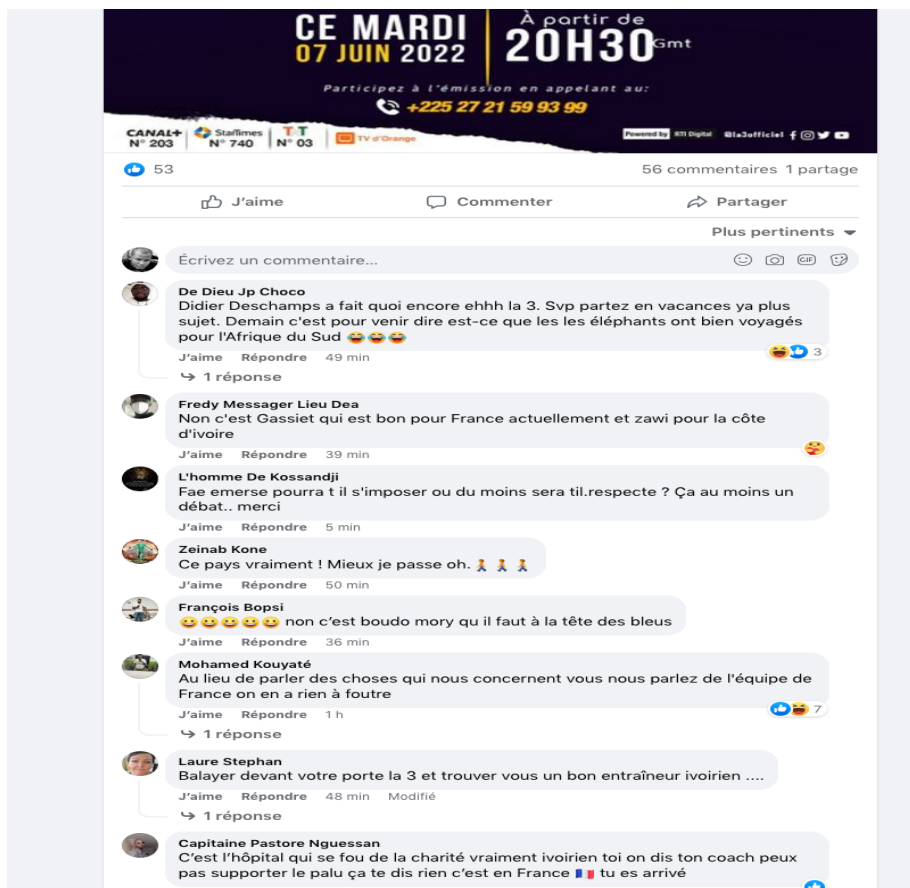 CE MARDI
07 JUIN 2022
À partir de
20H30 Gmt
Participez à l'émission en appelant au:
+225 27 21 59 93 99
CANAL+
N° 203
StarTimes
N° 740
TNT
N° 03
TV d'Orange
Powered by RTI Digital @la3officiel
53
56 commentaires 1 partage
J'aime Commenter Partager
Plus pertinents
Écrivez un commentaire...
GIF
De Dieu Jp Choco
Didier Deschamps a fait quoi encore ehhh la 3. Svp partez en vacances ya plus
sujet. Demain c'est pour venir dire est-ce que les les éléphants ont bien voyagés
pour l'Afrique du Sud 😂😂😂
3
J'aime Répondre 49 min
1 réponse
Fredy Messager Lieu Dea
Non c'est Gassiet qui est bon pour France actuellement et zawi pour la côte
d'ivoire
J'aime Répondre 39 min
L'homme De Kossandji
Fae emerse pourra t il s'imposer ou du moins sera til.respecte ? Ça au moins un
débat.. merci
J'aime Répondre 5 min
Zeinab Kone
Ce pays vraiment ! Mieux je passe oh. 🚶🚶🚶
J'aime Répondre 50 min
François Bopsi
😀😀😀😀😀 non c'est boudo mory qu il faut à la tête des bleus
J'aime Répondre 36 min
Mohamed Kouyaté
Au lieu de parler des choses qui nous concernent vous nous parlez de l'équipe de
France on en a rien à foutre
7
J'aime Répondre 1 h
1 réponse
Laure Stephan
Balayer devant votre porte la 3 et trouver vous un bon entraîneur ivoirien ....
J'aime Répondre 48 min Modifié
1 réponse
Capitaine Pastore Nguessan
C'est l'hôpital qui se fou de la charité vraiment ivoirien toi on dis ton coach peux
pas supporter le palu ça te dis rien c'est en France 🇫🇷 tu es arrivé